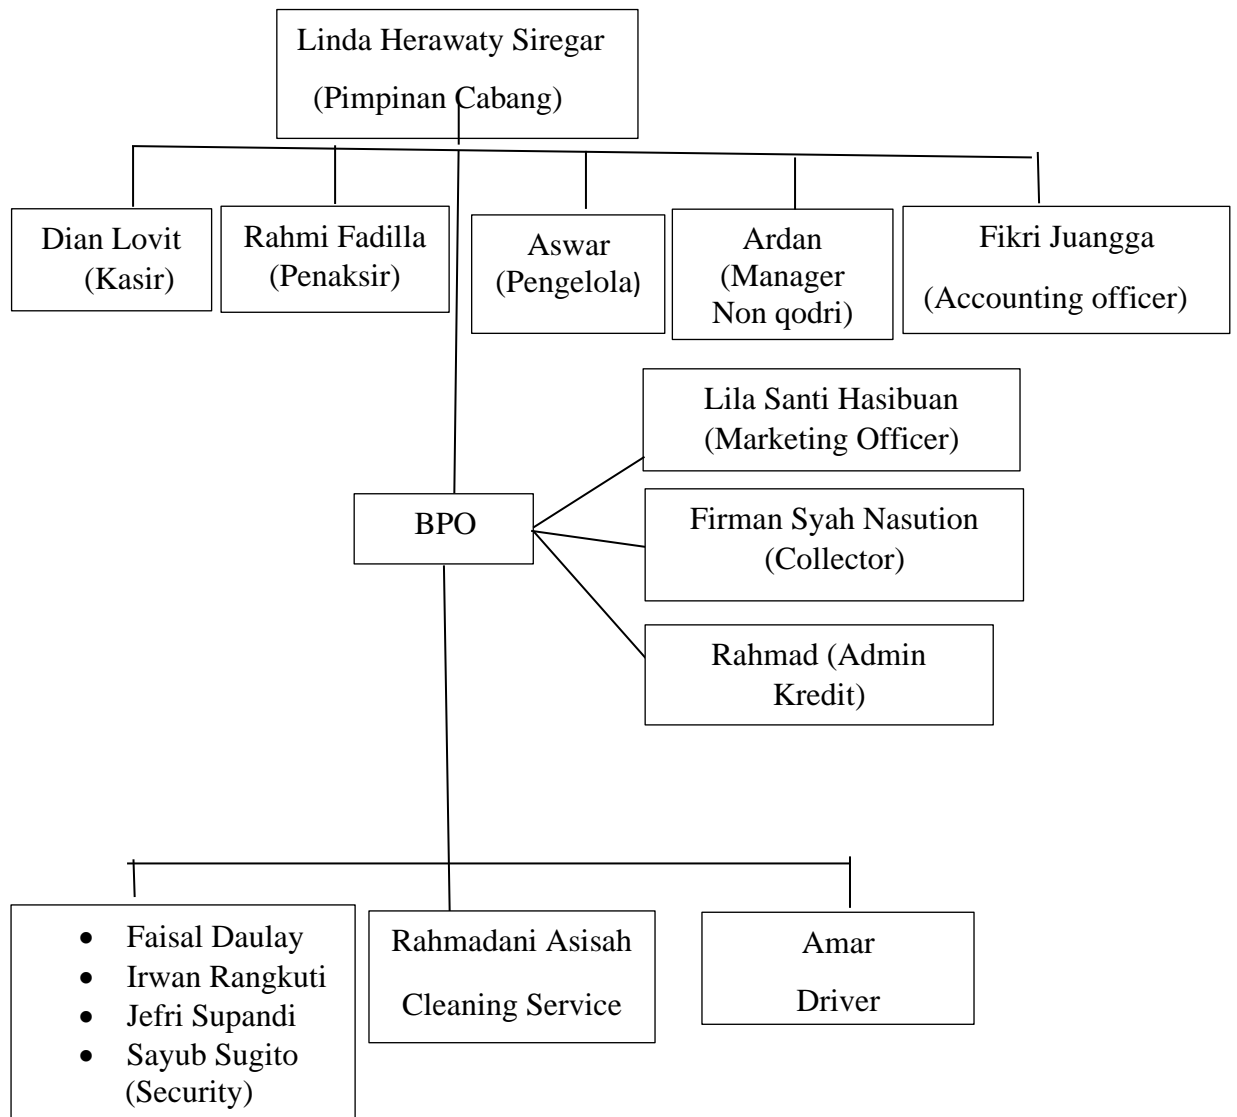 Linda Herawaty Siregar
(Pimpinan Cabang)
Dian Lovit
(Kasir)
Rahmi Fadilla
(Penaksir)
Aswar
(Pengelola)
Ardan
(Manager
Non qodri)
Fikri Juangga
(Accounting officer)
Lila Santi Hasibuan
(Marketing Officer)
BPO
Firman Syah Nasution
(Collector)
Rahmad (Admin
Kredit)
• Faisal Daulay
• Irwan Rangkuti
• Jefri Supandi
• Sayub Sugito
(Security)
Rahmadani Asisah
Cleaning Service
Amar
Driver